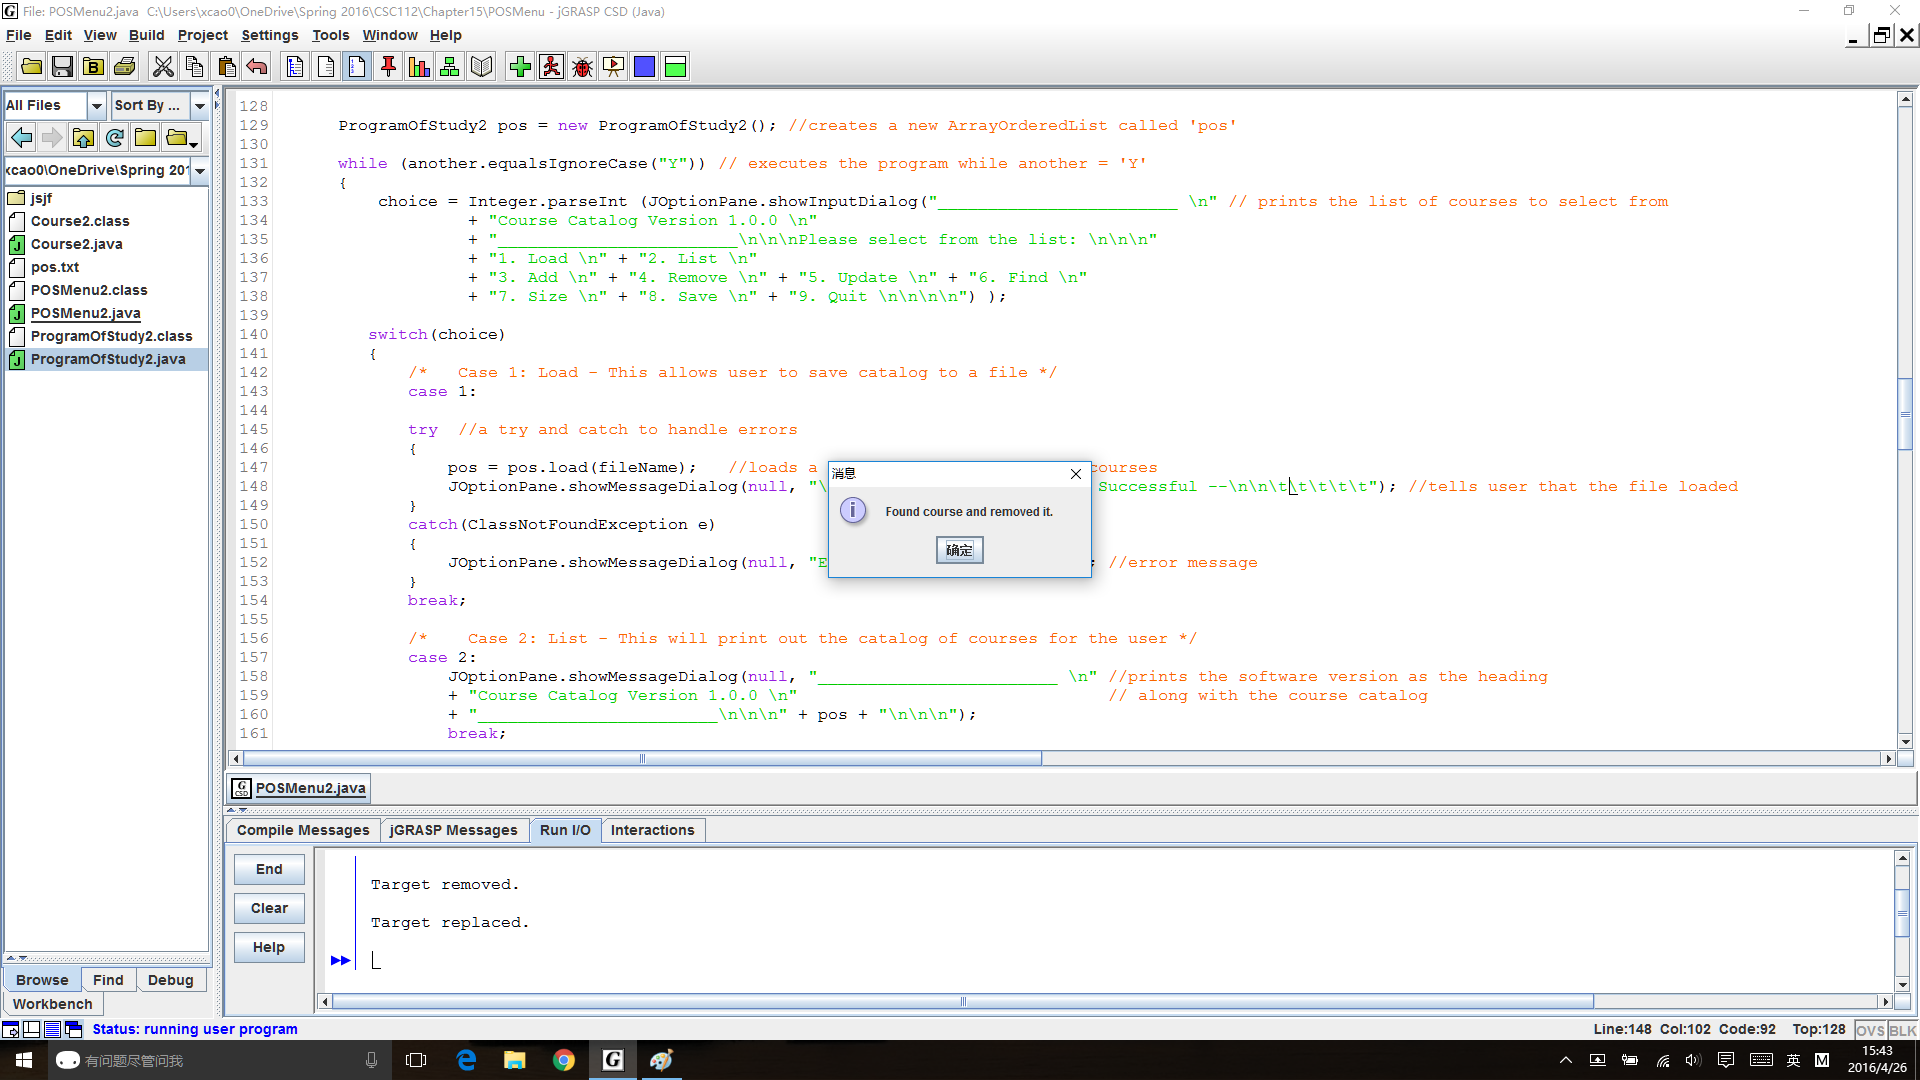 File: POSMenu2.java  C:\Users\xcao0\OneDrive\Spring 2016\CSC112\Chapter15\POSMenu - jGRASP CSD (Java)
File Edit View Build Project Settings Tools Window Help
All Files Sort By ...
xcao0\OneDrive\Spring 201
jsjf
Course2.class
Course2.java
pos.txt
POSMenu2.class
POSMenu2.java
ProgramOfStudy2.class
ProgramOfStudy2.java
Browse Find Debug
Workbench
128
129 ProgramOfStudy2 pos = new ProgramOfStudy2(); //creates a new ArrayOrderedList called 'pos'
130
131 while (another.equalsIgnoreCase("Y")) // executes the program while another = 'Y'
132 {
133 choice = Integer.parseInt (JOptionPane.showInputDialog("________________________ \n" // prints the list of courses to select from
134 + "Course Catalog Version 1.0.0 \n"
135 + "________________________\n\n\nPlease select from the list: \n\n\n"
136 + "1. Load \n" + "2. List \n"
137 + "3. Add \n" + "4. Remove \n" + "5. Update \n" + "6. Find \n"
138 + "7. Size \n" + "8. Save \n" + "9. Quit \n\n\n\n") );
139
140 switch(choice)
141 {
142 /*   Case 1: Load - This allows user to save catalog to a file */
143 case 1:
144
145 try  //a try and catch to handle errors
146 {
147 pos = pos.load(fileName);   //loads a courses
148 JOptionPane.showMessageDialog(null, "\ Successful --\n\n\t\t\t\t\t"); //tells user that the file loaded
149 }
150 catch(ClassNotFoundException e)
151 {
152 JOptionPane.showMessageDialog(null, "E ; //error message
153 }
154 break;
155
156 /*    Case 2: List - This will print out the catalog of courses for the user */
157 case 2:
158 JOptionPane.showMessageDialog(null, "________________________ \n" //prints the software version as the heading
159 + "Course Catalog Version 1.0.0 \n" // along with the course catalog
160 + "________________________\n\n\n" + pos + "\n\n\n");
161 break;
消息
Found course and removed it.
确定
POSMenu2.java
Compile Messages jGRASP Messages Run I/O Interactions
End
Clear
Help
Target removed.
Target replaced.
Status: running user program
Line:148 Col:102 Code:92 Top:128 OVS BLK
有问题尽管问我
英 M
15:43
2016/4/26